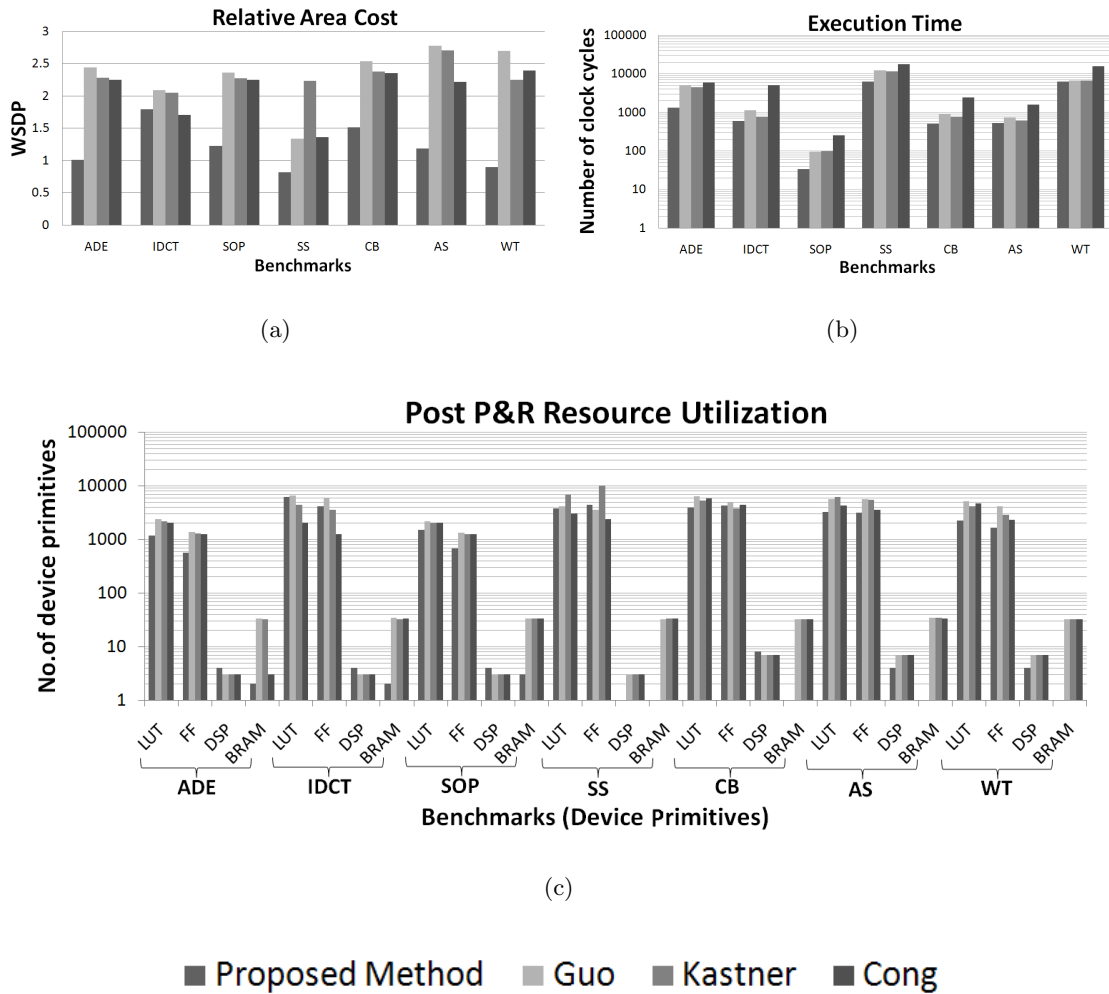 Relative Area Cost
WSDP
3
2.5
2
1.5
1
0.5
0
ADE IDCT SOP SS CB AS WT
Benchmarks
(a)
Execution Time
Number of clock cycles
100000
10000
1000
100
10
1
ADE IDCT SOP SS CB AS WT
Benchmarks
(b)
Post P&R Resource Utilization
No.of device primitives
100000
10000
1000
100
10
1
LUT FF DSP BRAM LUT FF DSP BRAM LUT FF DSP BRAM LUT FF DSP BRAM LUT FF DSP BRAM LUT FF DSP BRAM LUT FF DSP BRAM
ADE IDCT SOP SS CB AS WT
Benchmarks (Device Primitives)
(c)
Proposed Method Guo Kastner Cong